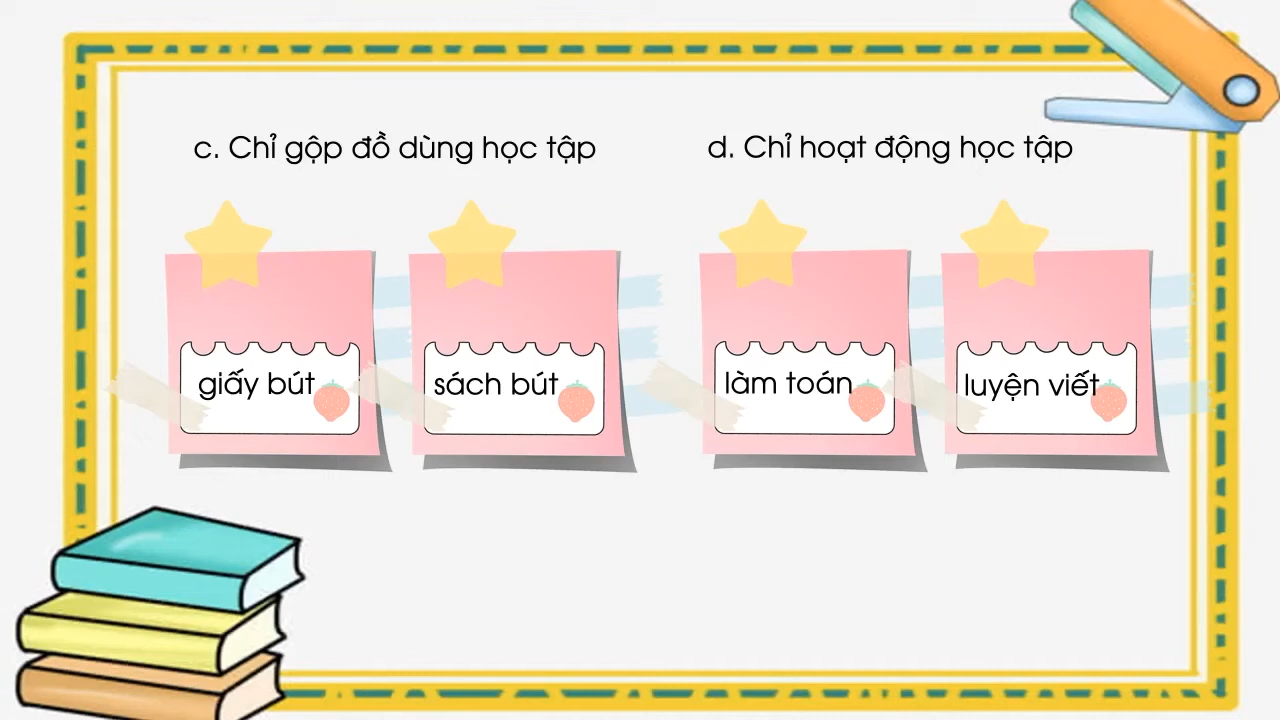 c. Chỉ gộp đồ dùng học tập
d. Chỉ hoạt động học tập
giấy bút
sách bút
làm toán
luyện viết